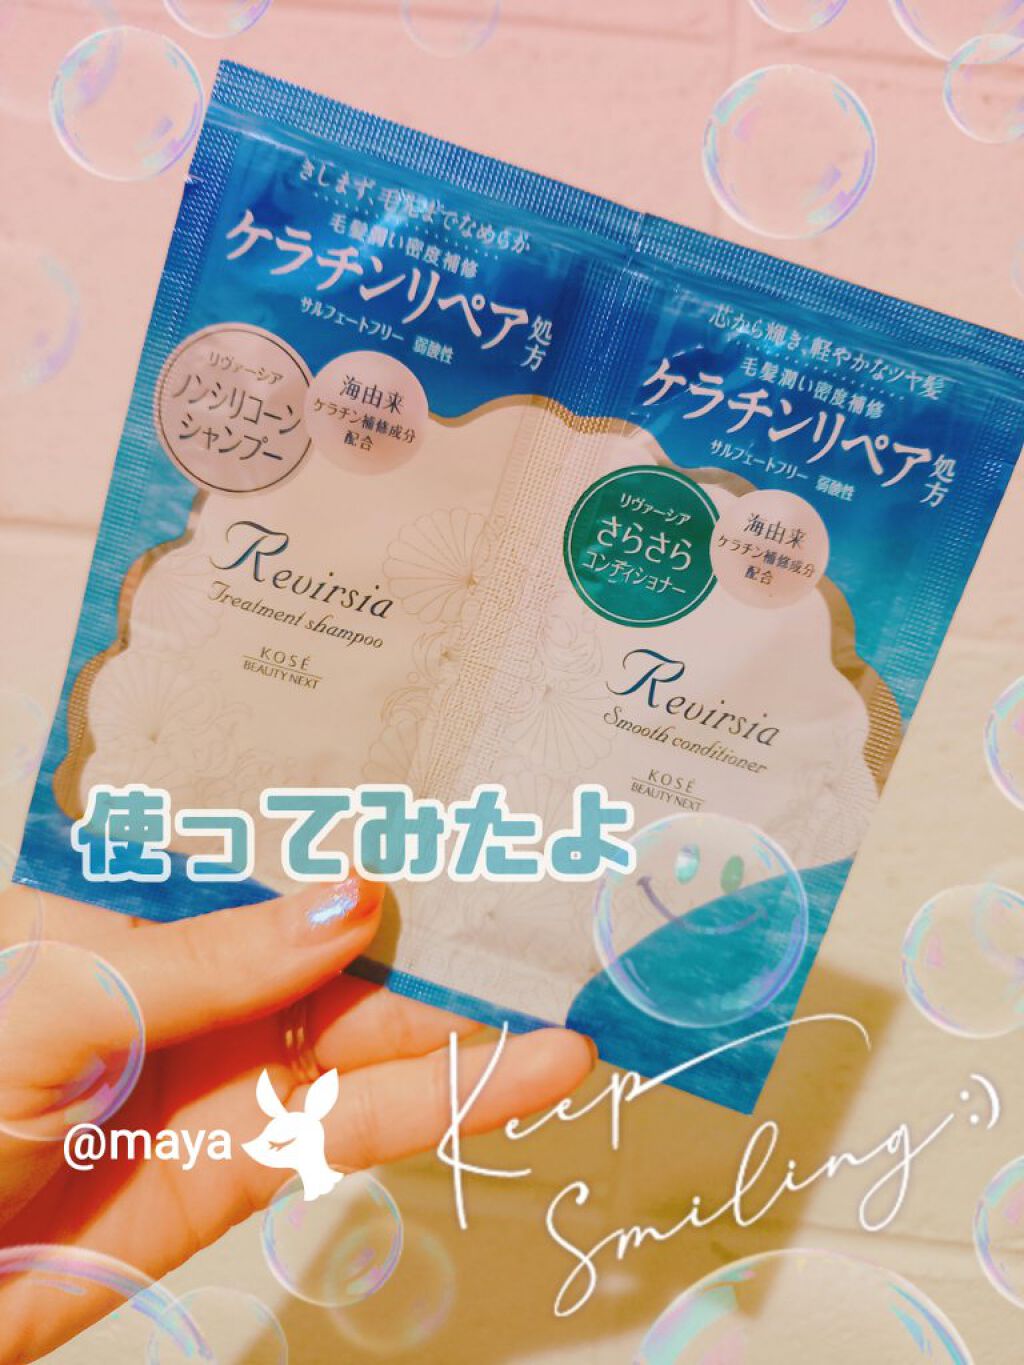 きしまず、毛先までなめらか
毛髪潤い密度補修
ケラチンリペア処方
サルフェートフリー 弱酸性
リヴァーシア
ノンシリコーン
シャンプー
海由来
ケラチン補修成分
配合
Revirsia
Treatment shampoo
KOSÉ
BEAUTY NEXT
芯から輝き、軽やかなツヤ髪
毛髪潤い密度補修
ケラチンリペア処方
サルフェートフリー 弱酸性
リヴァーシア
さらさら
コンディショナー
海由来
ケラチン補修成分
配合
Revirsia
Smooth conditioner
KOSÉ
BEAUTY NEXT
使ってみたよ
@maya
Keep
Smiling :)